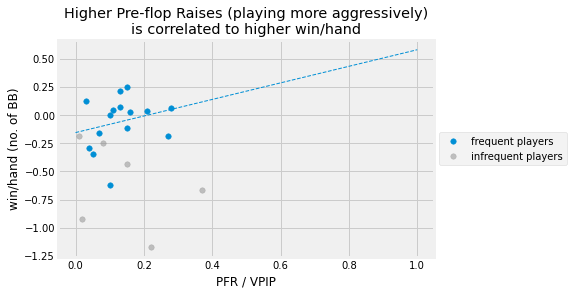 Higher Pre-flop Raises (playing more aggressively)
is correlated to higher win/hand
win/hand (no. of BB)
0.50
0.25
0.00
−0.25
−0.50
−0.75
−1.00
−1.25
0.0 0.2 0.4 0.6 0.8 1.0
PFR / VPIP
frequent players
infrequent players